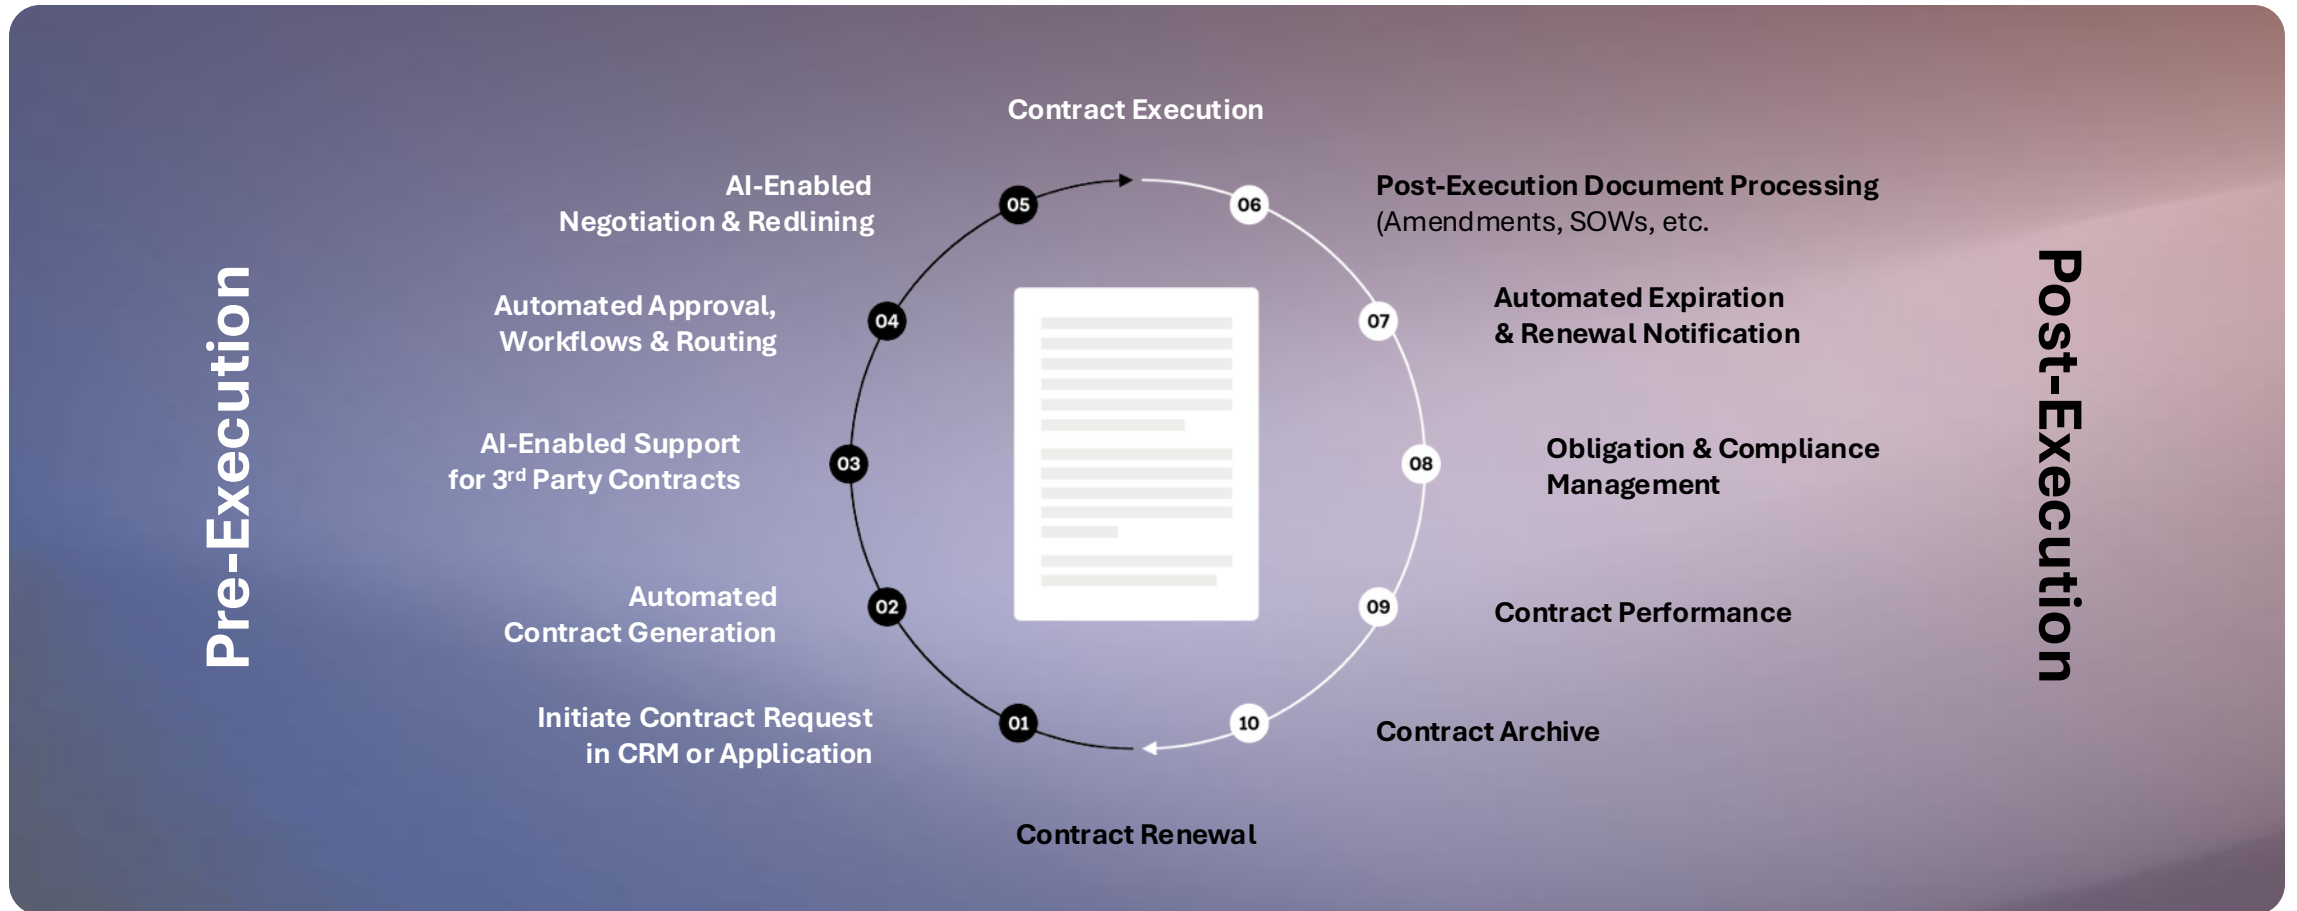 Contract Execution
Pre-Execution
AI-Enabled
Negotiation & Redlining
05
Automated Approval,
Workflows & Routing
04
AI-Enabled Support
for 3rd Party Contracts
03
Automated
Contract Generation
02
Initiate Contract Request
in CRM or Application
01
06
Post-Execution Document Processing
(Amendments, SOWs, etc.
07
Automated Expiration
& Renewal Notification
08
Obligation & Compliance
Management
09
Contract Performance
10
Contract Archive
Post-Execution
Contract Renewal